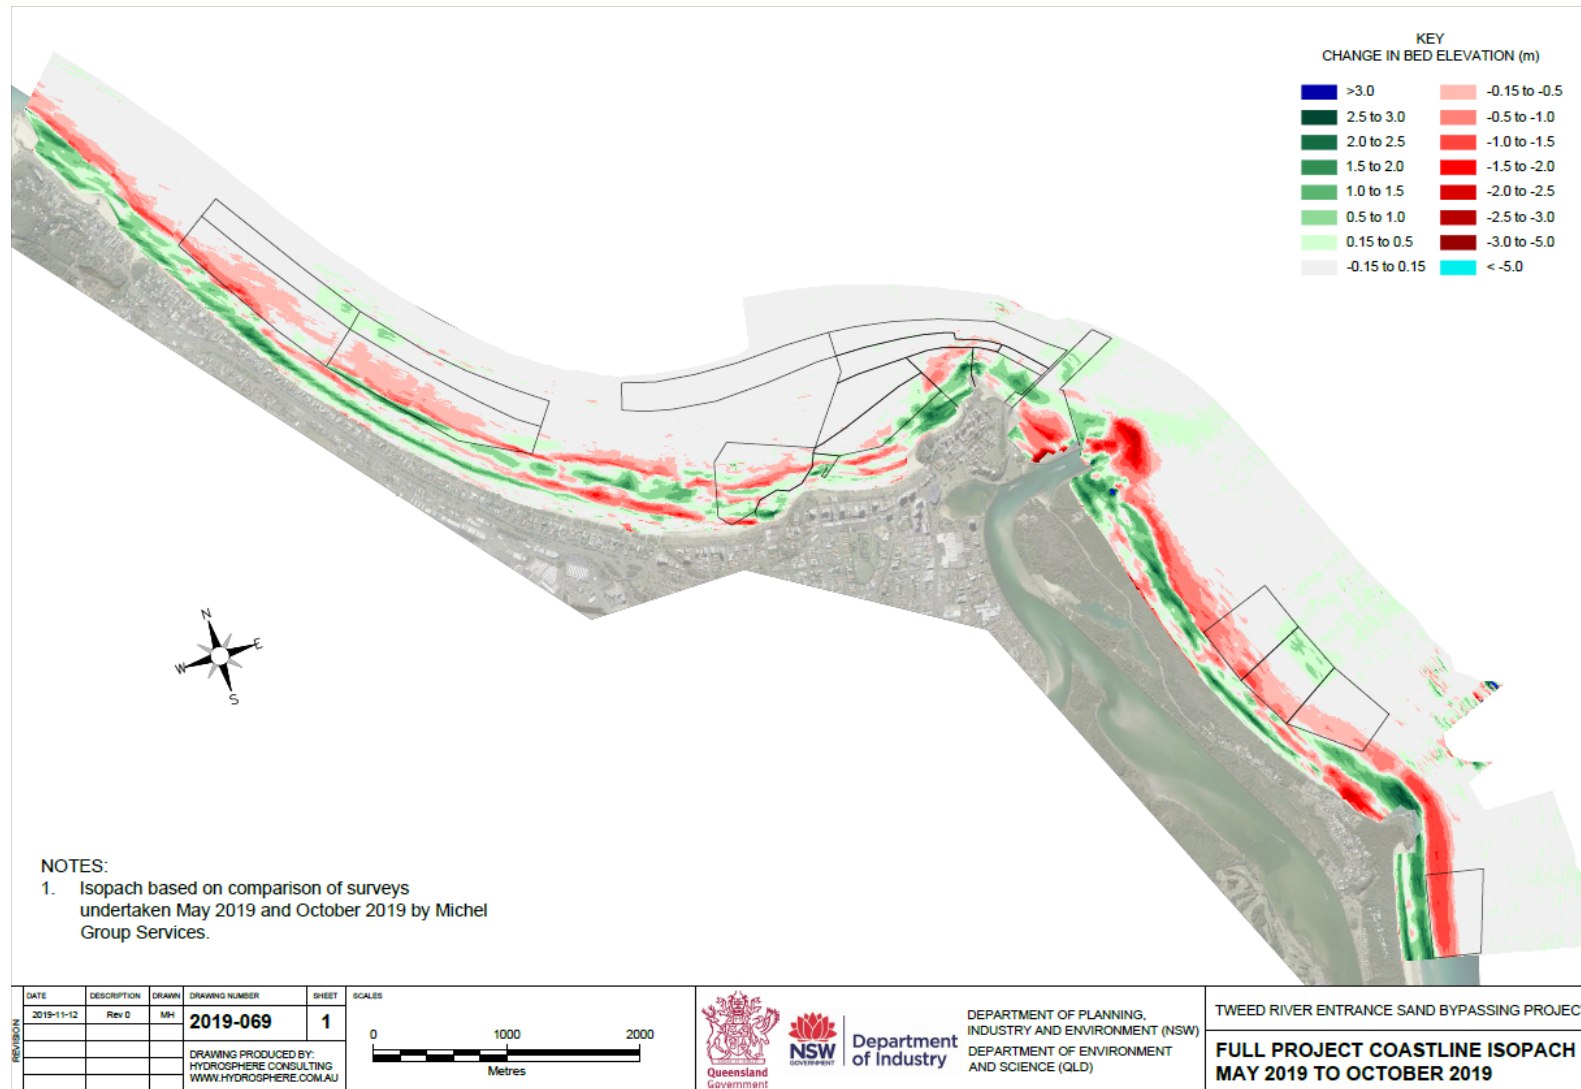 KEY
CHANGE IN BED ELEVATION (m)
>3.0 -0.15 to -0.5
2.5 to 3.0 -0.5 to -1.0
2.0 to 2.5 -1.0 to -1.5
1.5 to 2.0 -1.5 to -2.0
1.0 to 1.5 -2.0 to -2.5
0.5 to 1.0 -2.5 to -3.0
0.15 to 0.5 -3.0 to -5.0
-0.15 to 0.15 < -5.0
N
W E
S
NOTES:
1. Isopach based on comparison of surveys
undertaken May 2019 and October 2019 by Michel
Group Services.
REVISION
DATE DESCRIPTION DRAWN DRAWING NUMBER SHEET SCALES
2019-11-12 Rev 0 MH 2019-069 1
DRAWING PRODUCED BY:
HYDROSPHERE CONSULTING
WWW.HYDROSPHERE.COM.AU
0 1000 2000
Metres
Queensland
Government
NSW
GOVERNMENT
Department
of Industry
DEPARTMENT OF PLANNING,
INDUSTRY AND ENVIRONMENT (NSW)
DEPARTMENT OF ENVIRONMENT
AND SCIENCE (QLD)
TWEED RIVER ENTRANCE SAND BYPASSING PROJEC
FULL PROJECT COASTLINE ISOPACH
MAY 2019 TO OCTOBER 2019